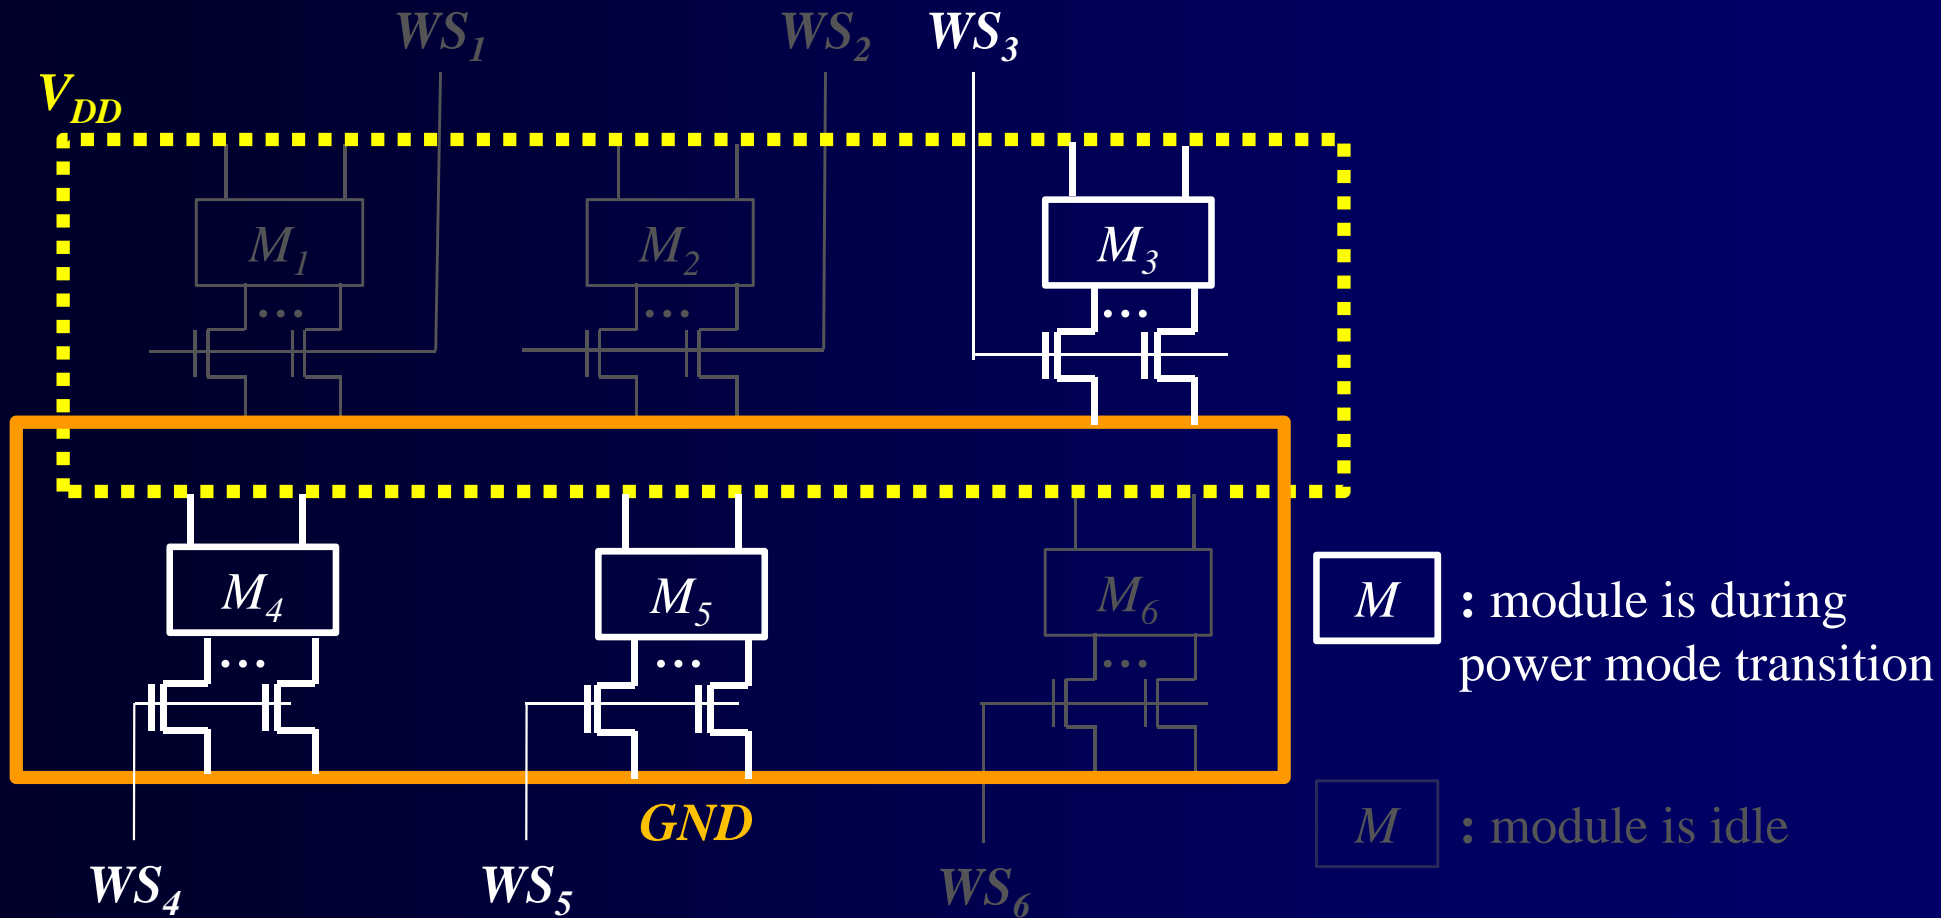 WS1 WS2 WS3
VDD
M1 M2 M3
... ... ...
M4 M5 M6
M : module is during
power mode transition
... ... ...
GND
M : module is idle
WS4 WS5 WS6